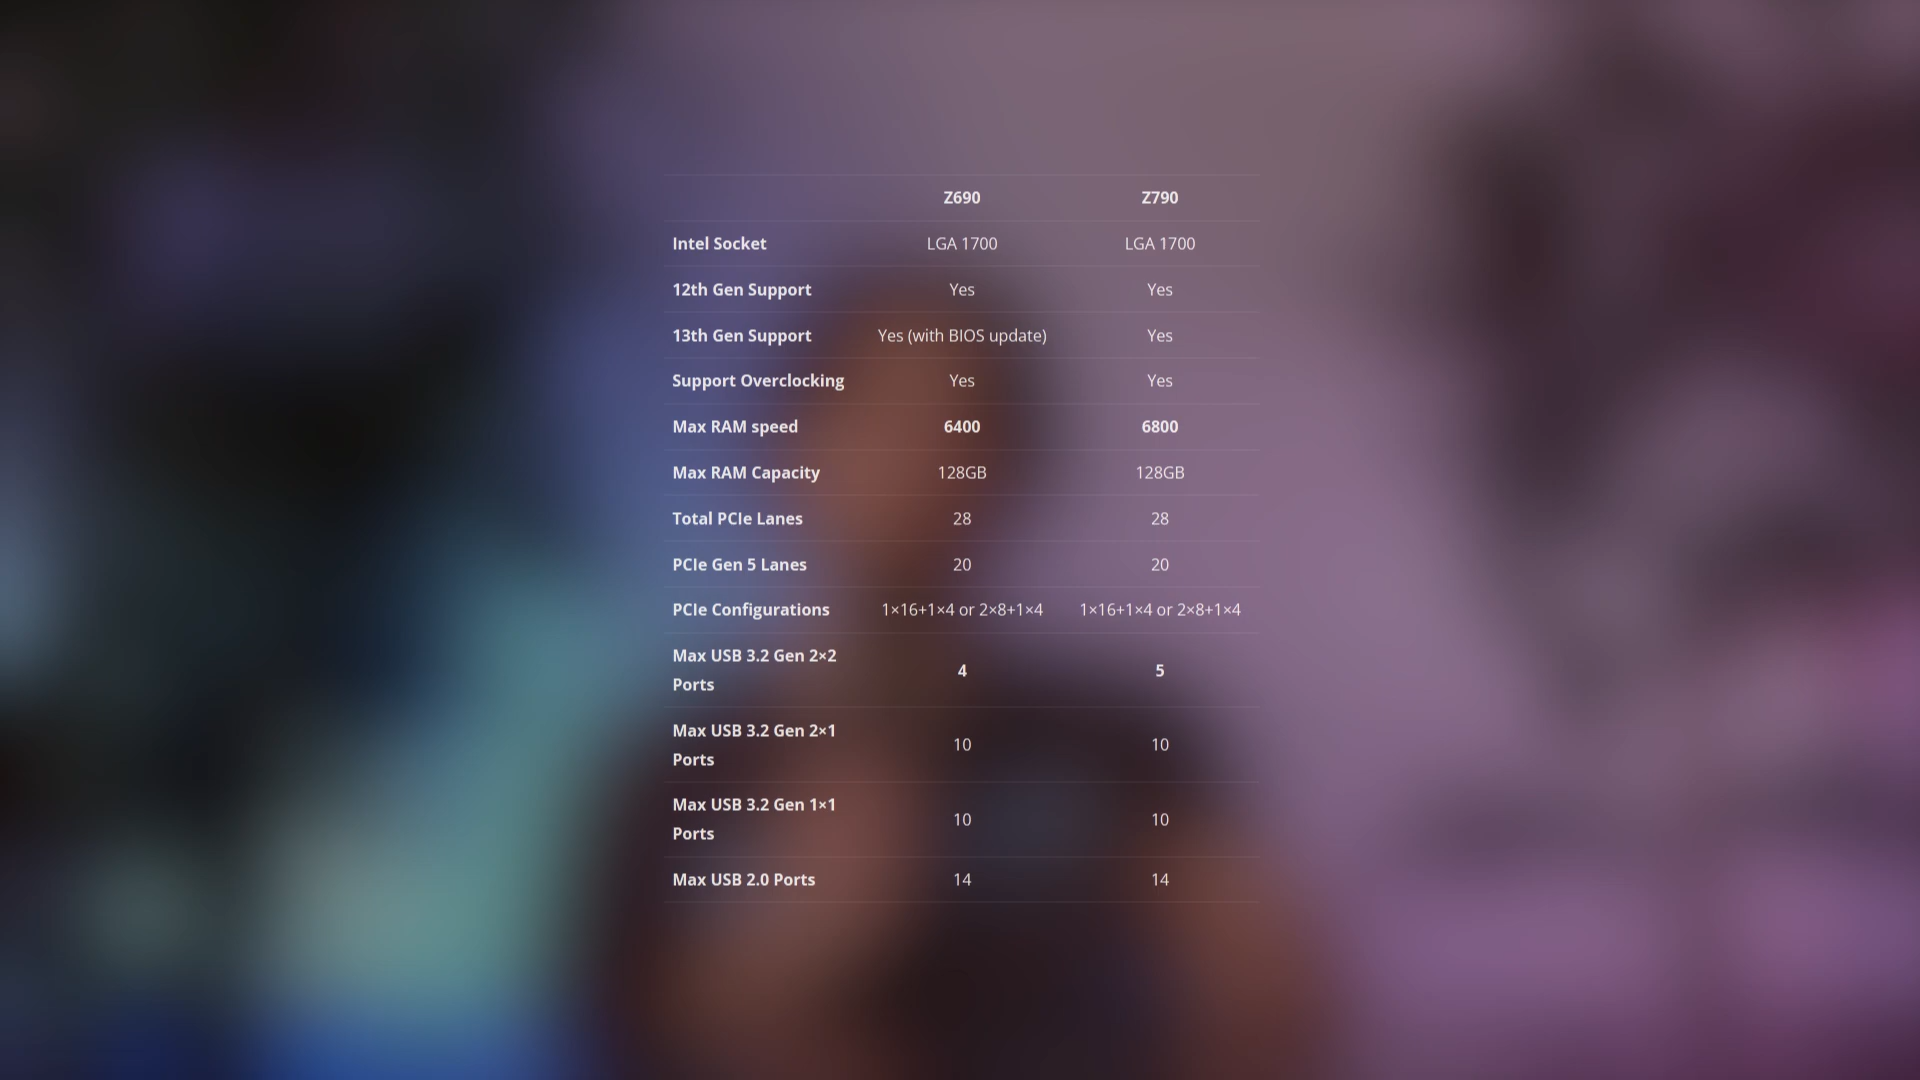 Z690 Z790
Intel Socket LGA 1700 LGA 1700
12th Gen Support Yes Yes
13th Gen Support Yes (with BIOS update) Yes
Support Overclocking Yes Yes
Max RAM speed 6400 6800
Max RAM Capacity 128GB 128GB
Total PCIe Lanes 28 28
PCIe Gen 5 Lanes 20 20
PCIe Configurations 1×16+1×4 or 2×8+1×4 1×16+1×4 or 2×8+1×4
Max USB 3.2 Gen 2×2
Ports 4 5
Max USB 3.2 Gen 2×1
Ports 10 10
Max USB 3.2 Gen 1×1
Ports 10 10
Max USB 2.0 Ports 14 14